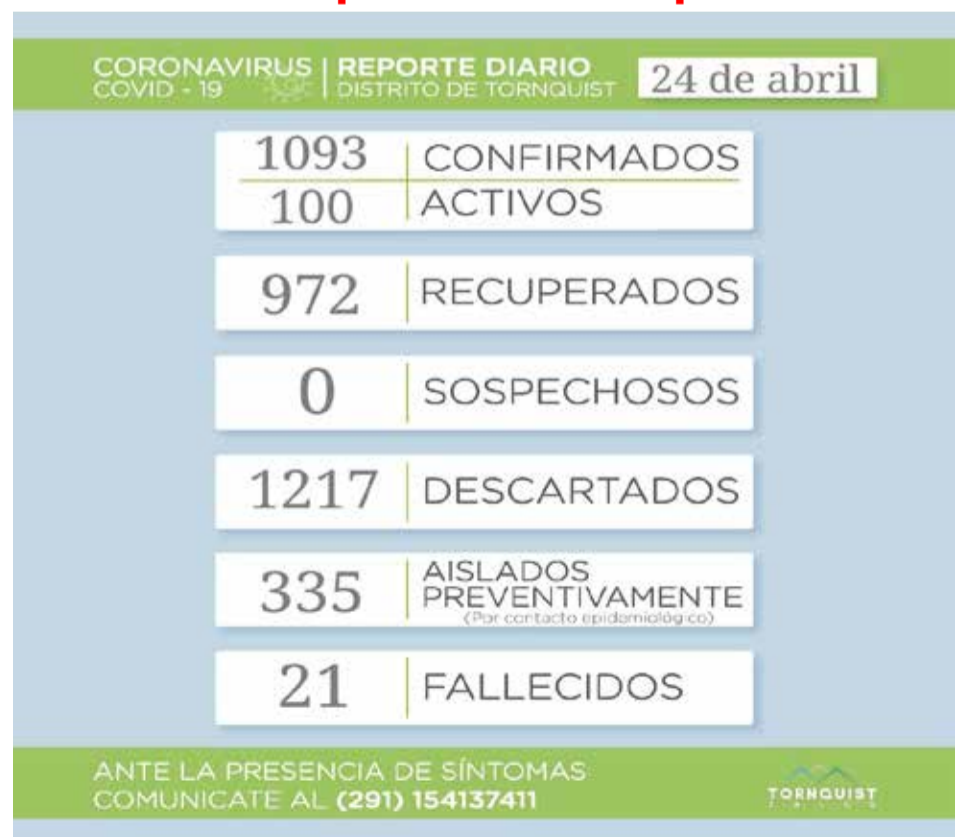 CORONAVIRUS
COVID - 19
REPORTE DIARIO
DISTRITO DE TORNQUIST
24 de abril
1093 CONFIRMADOS
100 ACTIVOS
972 RECUPERADOS
0 SOSPECHOSOS
1217 DESCARTADOS
335 AISLADOS
PREVENTIVAMENTE
(Por contacto epidemiológico)
21 FALLECIDOS
ANTE LA PRESENCIA DE SÍNTOMAS
COMUNICATE AL (291) 154137411
TORNQUIST